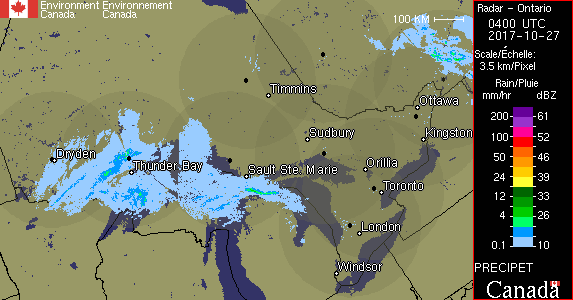 Environment Environnement
Canada Canada
100 KM
Timmins
Ottawa
Sudbury
Kingston
Dryden
Thunder Bay
Sault Ste. Marie
Orillia
Toronto
London
Windsor
Radar - Ontario
0400 UTC
2017-10-27
Scale/Échelle:
3.5 km/Pixel
Rain/Pluie
mm/hr dBZ
200 61
100 52
50 46
24 39
12 33
4 26
0.1 10
PRECIPET
Canada